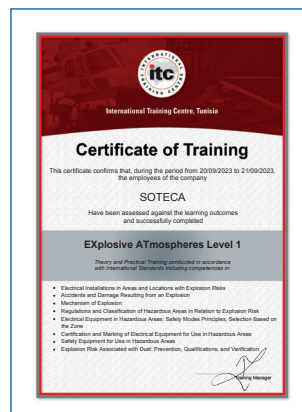 INTERNATIONAL
itc
TRAINING CENTRE
International Training Centre, Tunisia
Certificate of Training
This certificate confirms that, during the period from 20/09/2023 to 21/09/2023,
the employees of the company
SOTECA
Have been assessed against the learning outcomes
and successfully completed
EXplosive ATmospheres Level 1
Theory and Practical Training conducted in accordance
with International Standards including competencies in:
• Electrical Installations in Areas and Locations with Explosion Risks
• Accidents and Damage Resulting from an Explosion
• Mechanism of Explosion
• Regulations and Classification of Hazardous Areas in Relation to Explosion Risk
• Electrical Equipment in Hazardous Areas: Safety Modes Principles, Selection Based on
the Zone
• Certification and Marking of Electrical Equipment for Use in Hazardous Areas
• Safety Equipment for Use in Hazardous Areas
• Explosion Risk Associated with Dust: Prevention, Qualifications, and Verification
Training Manager